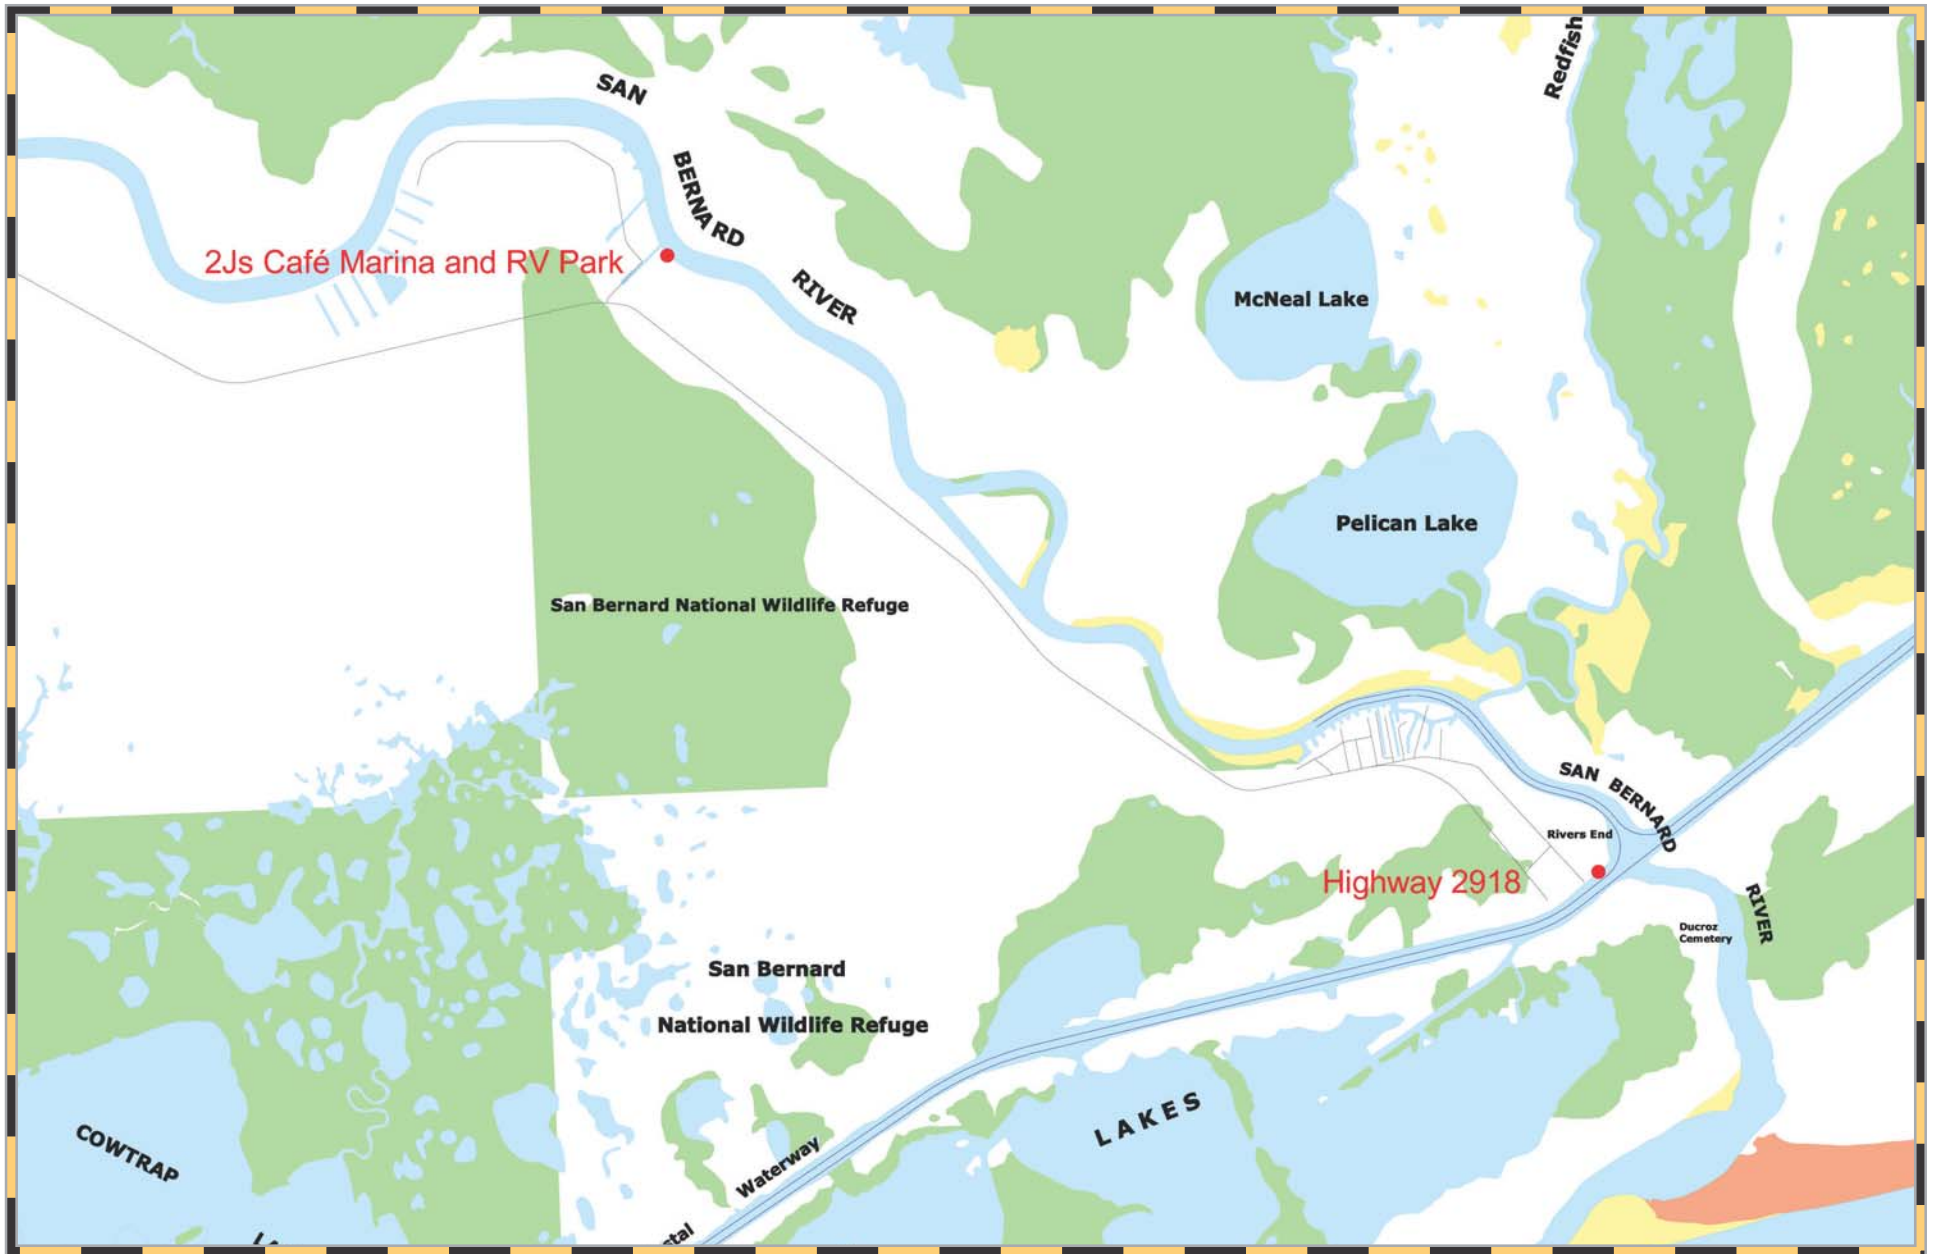 SAN
BERNARD
RIVER
Redfish
2Js Café Marina and RV Park
McNeal Lake
Pelican Lake
San Bernard National Wildlife Refuge
SAN BERNARD
RIVER
Rivers End
Highway 2918
Ducroz
Cemetery
San Bernard
National Wildlife Refuge
LAKES
COWTRAP
Waterway